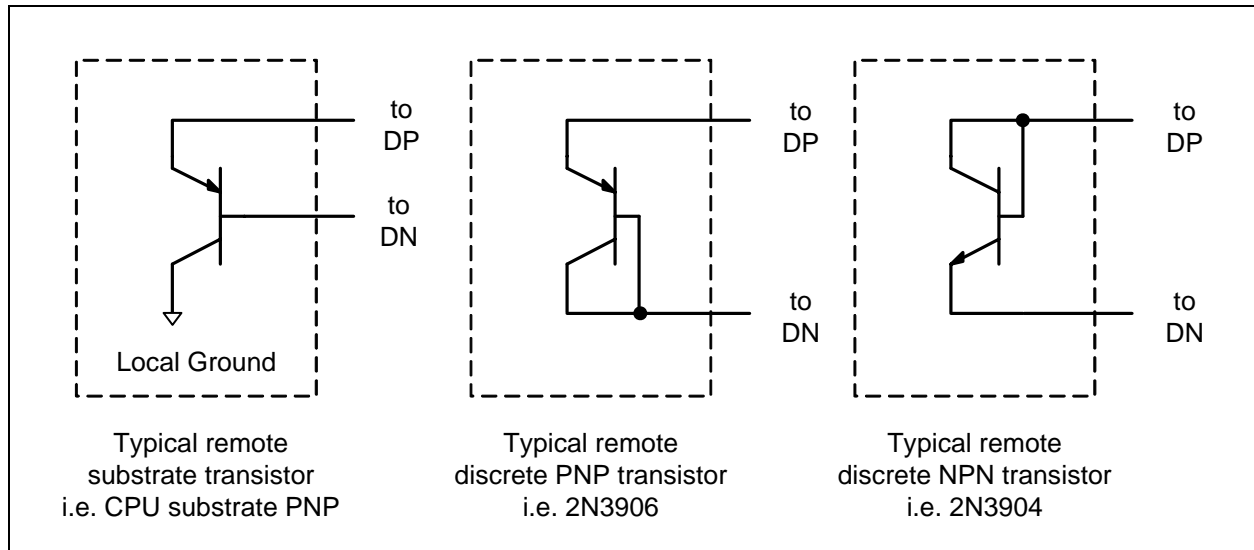 to
DP
to
DN
Local Ground
Typical remote
substrate transistor
i.e. CPU substrate PNP
to
DP
to
DN
Typical remote
discrete PNP transistor
i.e. 2N3906
to
DP
to
DN
Typical remote
discrete NPN transistor
i.e. 2N3904